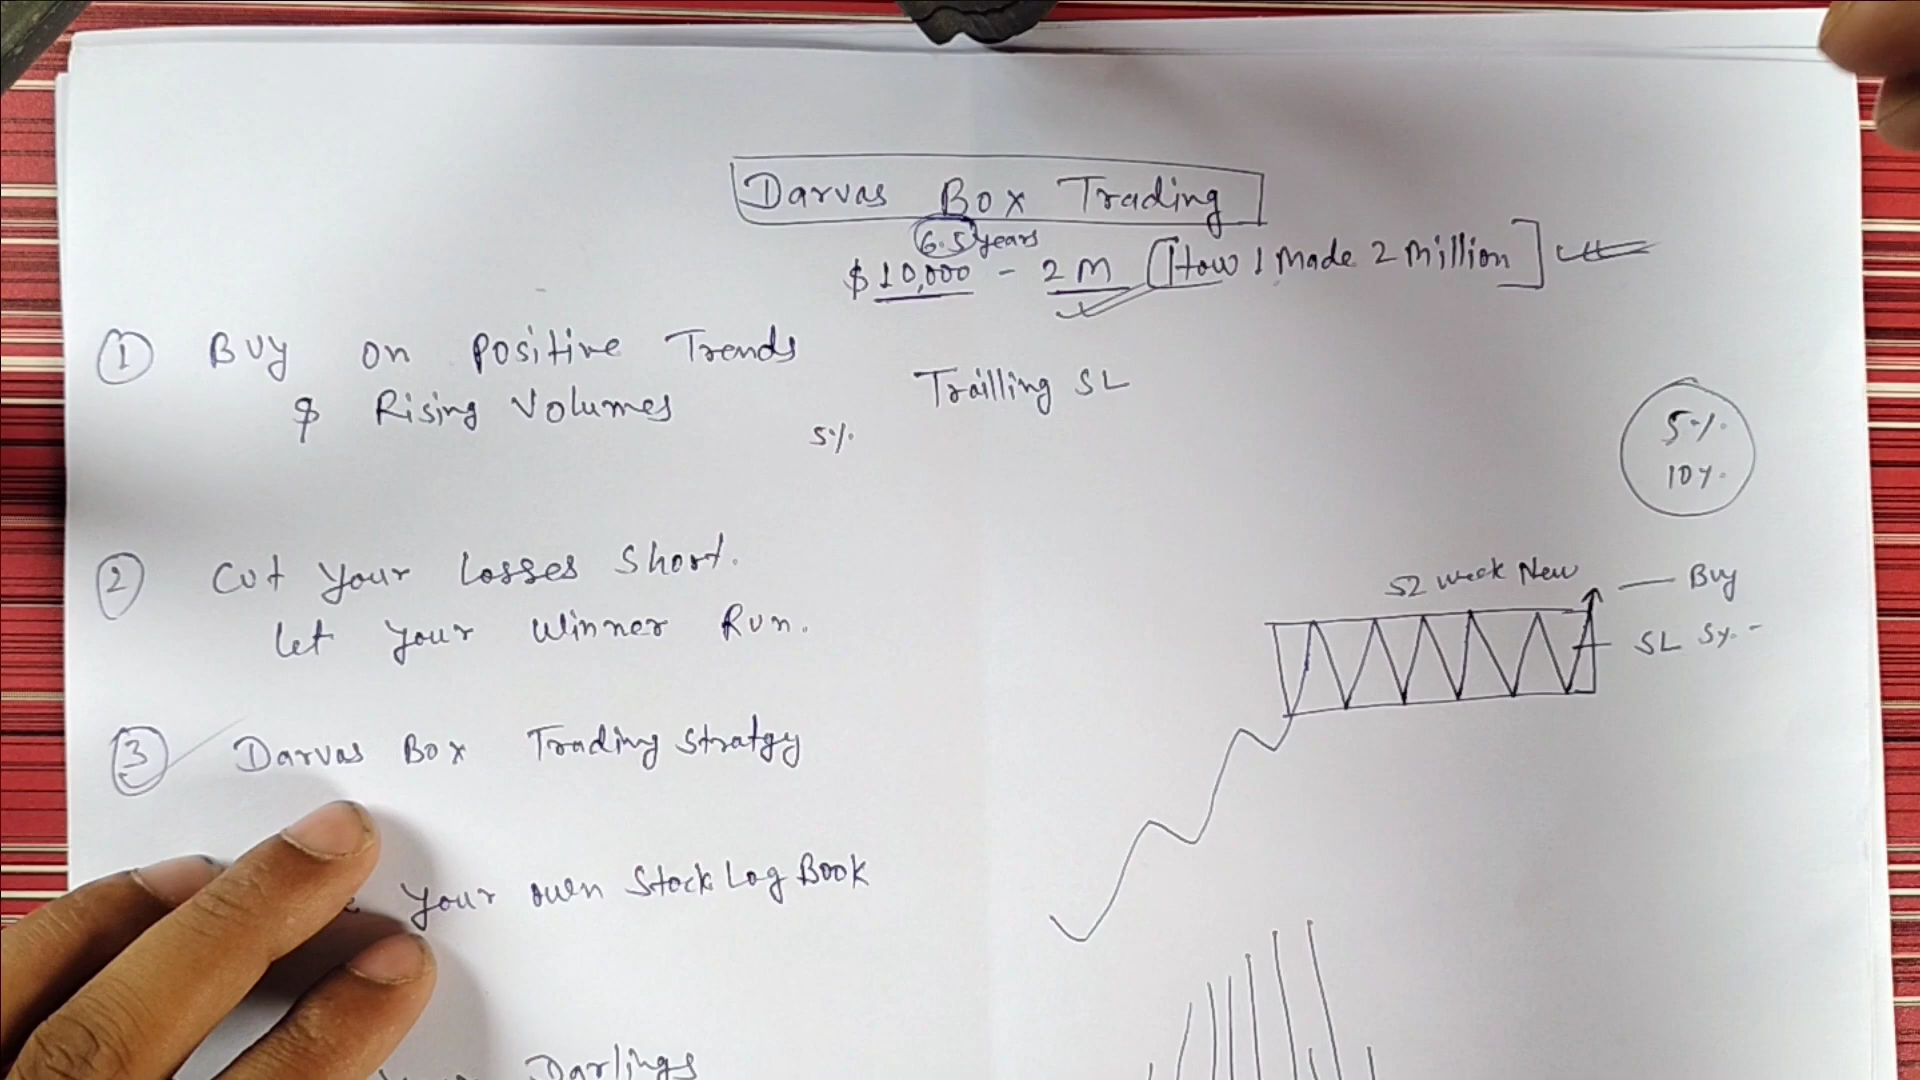 Darvas Box Trading
6.5 years
$10,000 - 2M [How I Made 2 Million]
① Buy on Positive Trends
& Rising Volumes
Trailling SL
5%
5%
10%
② Cut Your Losses Short.
Let Your Winner Run.
52 week New
Buy
SL 5% -
③ Darvas Box Trading Stratgy
Your own Stock Log Book
Darlings